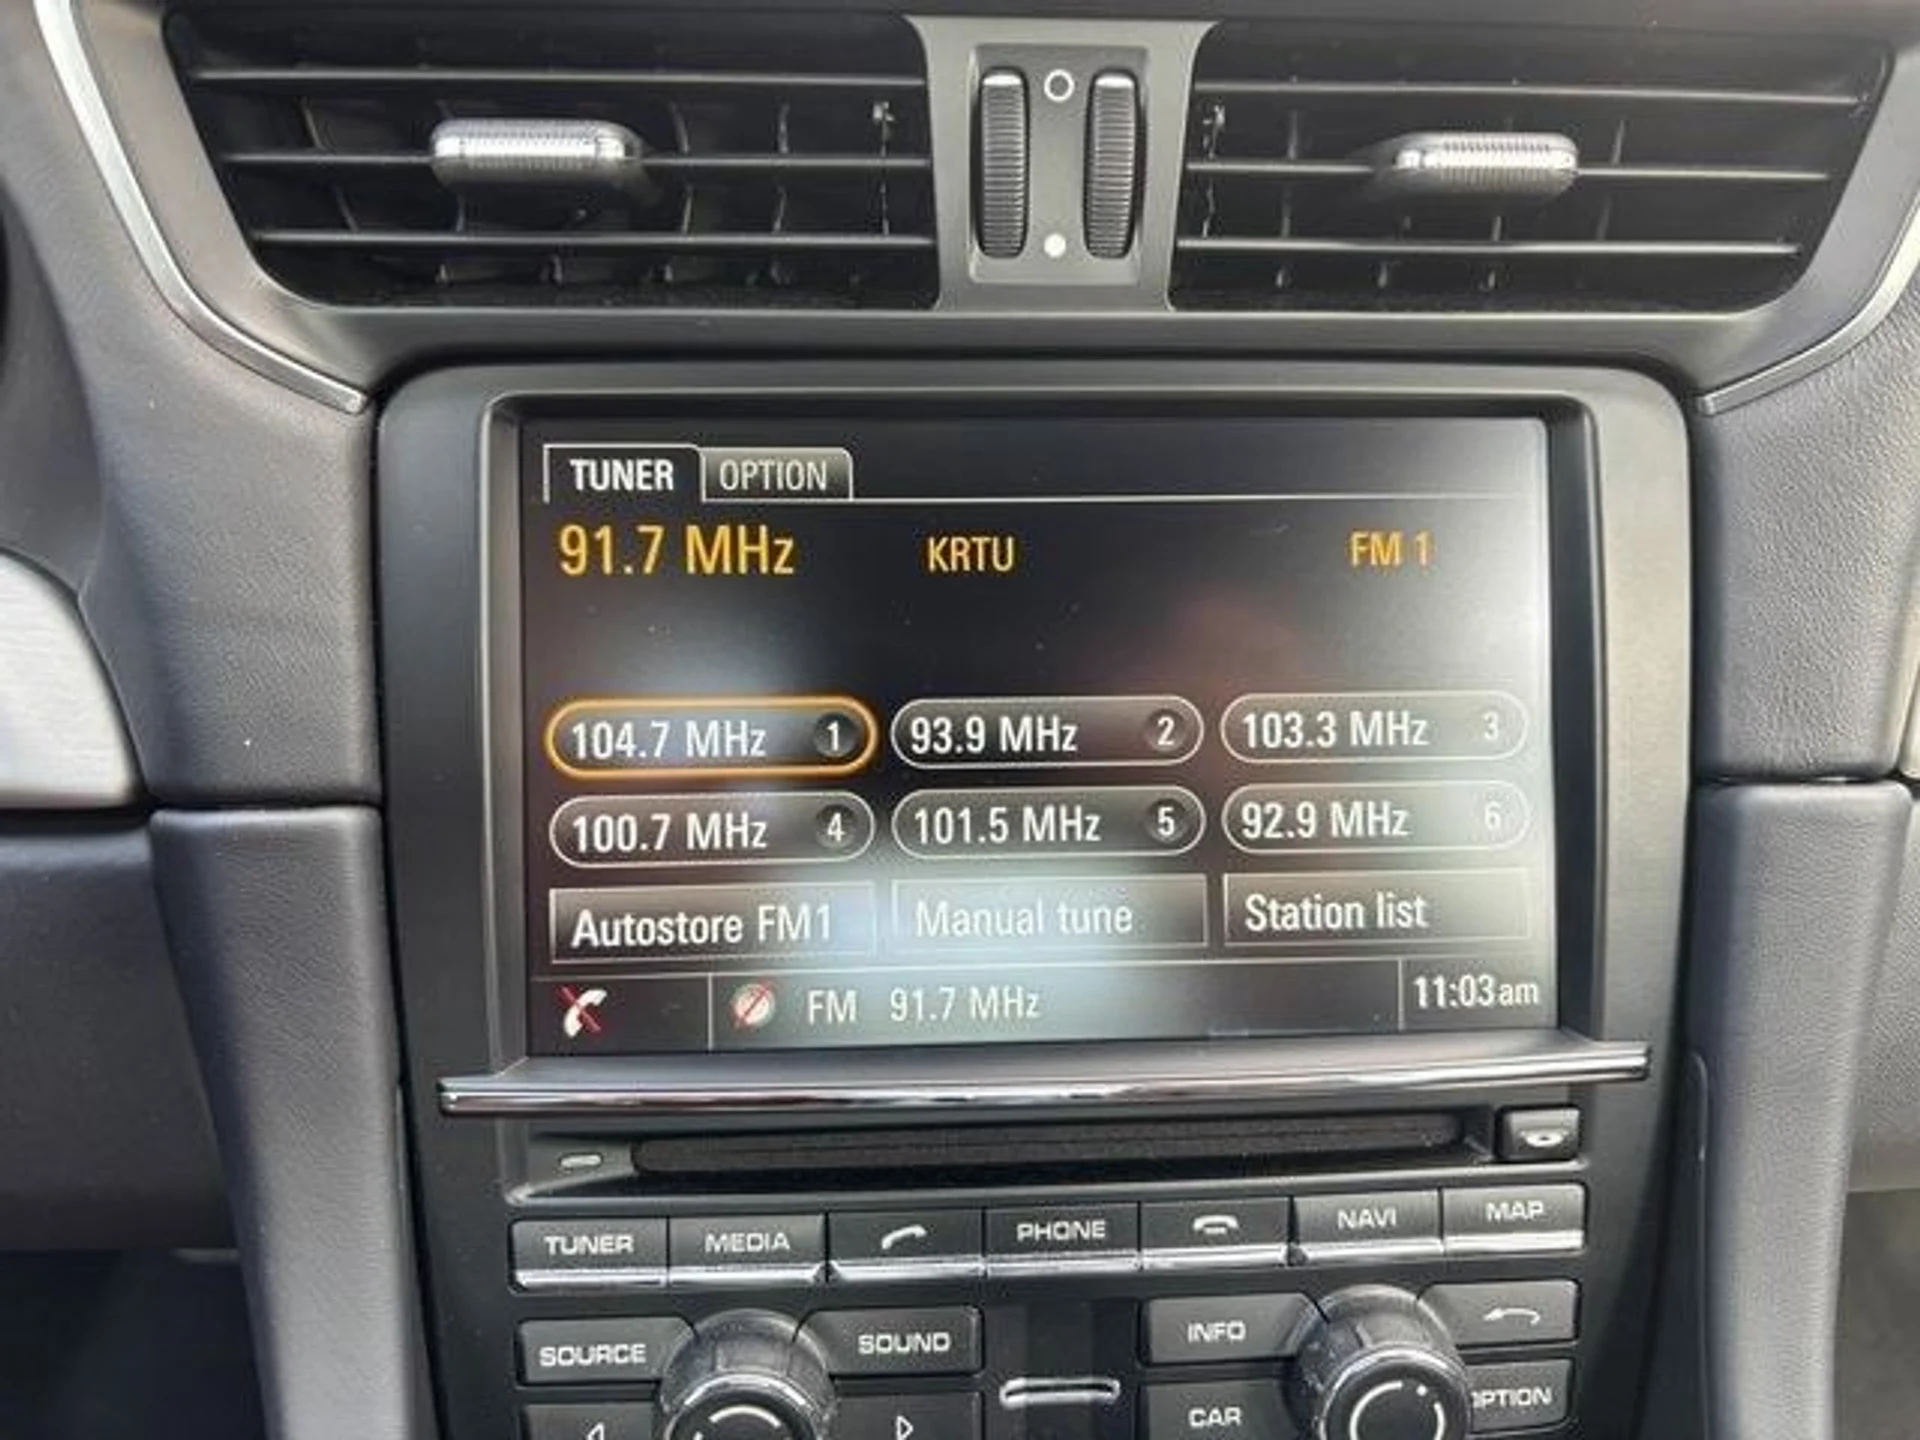 TUNER OPTION
91.7 MHz KRTU FM 1
104.7 MHz 1 93.9 MHz 2 103.3 MHz 3
100.7 MHz 4 101.5 MHz 5 92.9 MHz 6
Autostore FM1 Manual tune Station list
FM 91.7 MHz 11:03am
TUNER MEDIA PHONE NAVI MAP
SOURCE SOUND INFO
CAR OPTION